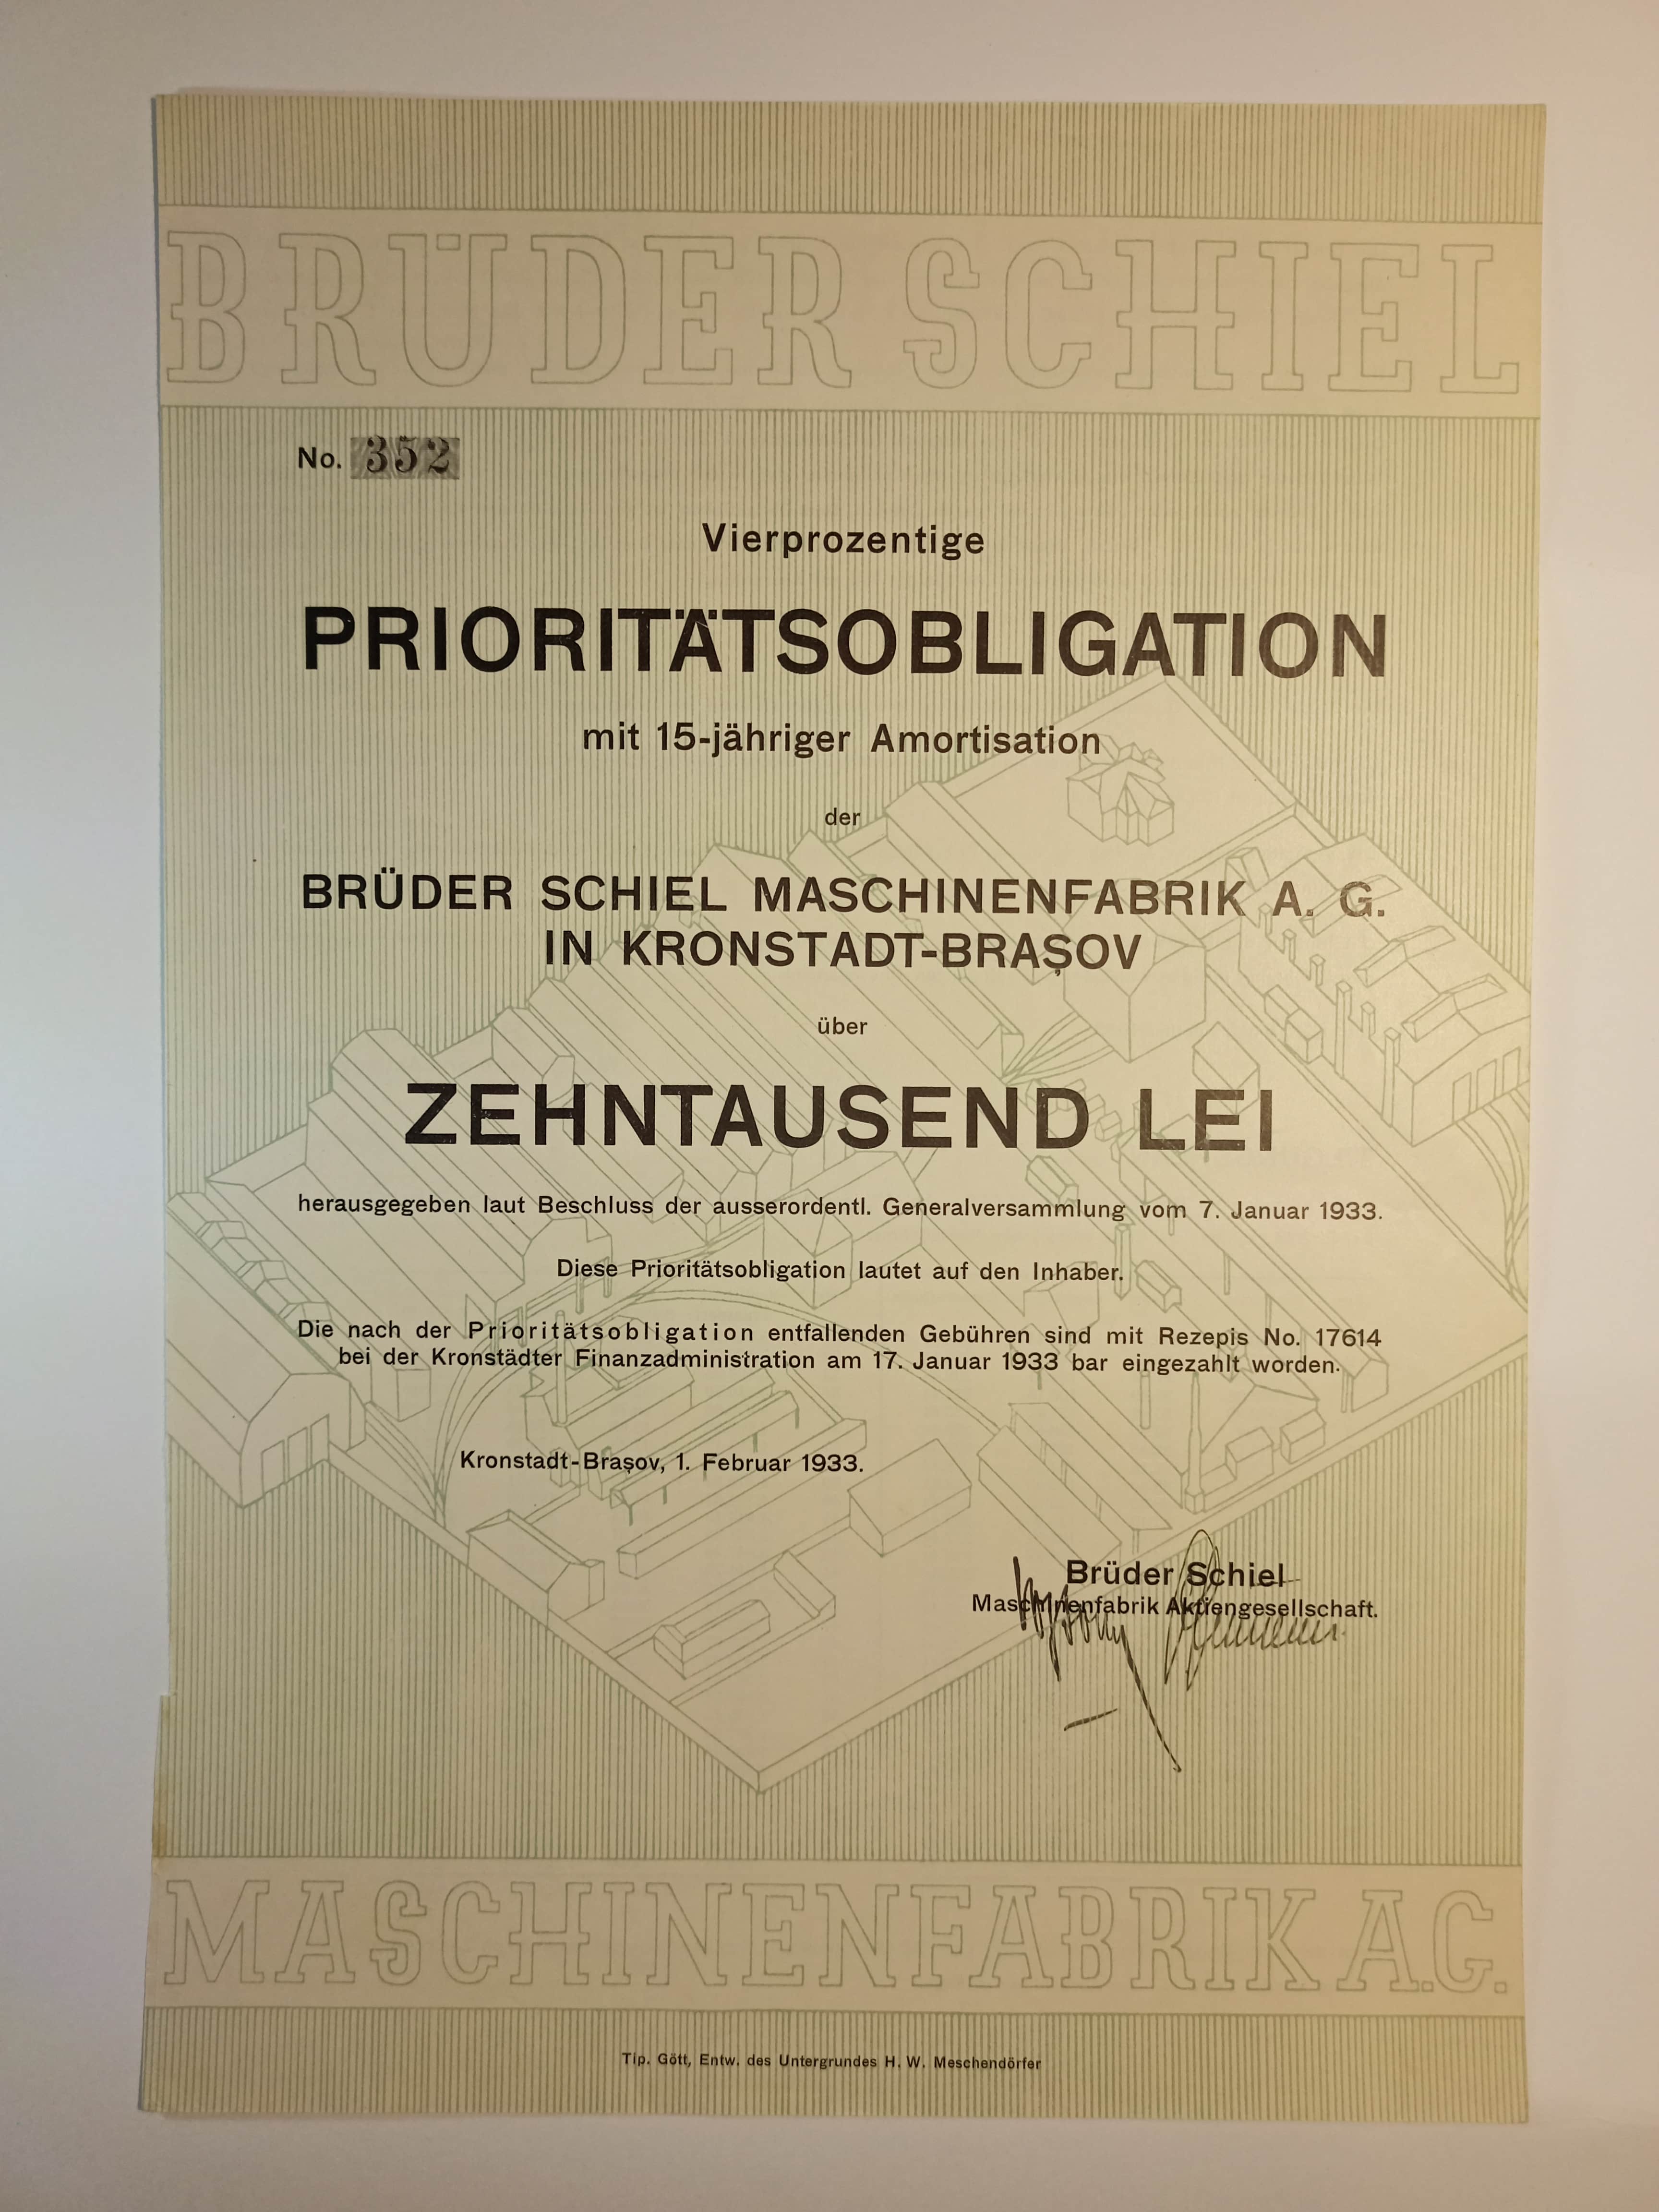 BRÜDER SCHIEL
No. 352
Vierprozentige
PRIORITÄTSOBLIGATION
mit 15-jähriger Amortisation
der
BRÜDER SCHIEL MASCHINENFABRIK A. G.
IN KRONSTADT-BRAȘOV
über
ZEHNTAUSEND LEI
herausgegeben laut Beschluss der ausserordentl. Generalversammlung vom 7. Januar 1933.
Diese Prioritätsobligation lautet auf den Inhaber.
Die nach der Prioritätsobligation entfallenden Gebühren sind mit Rezepis No. 17614
bei der Kronstädter Finanzadministration am 17. Januar 1933 bar eingezahlt worden.
Kronstadt-Brașov, 1. Februar 1933.
Brüder Schiel
Maschinenfabrik Aktiengesellschaft.
MASCHINENFABRIK A.G.
Tip. Gött, Entw. des Untergrundes H. W. Meschendörfer